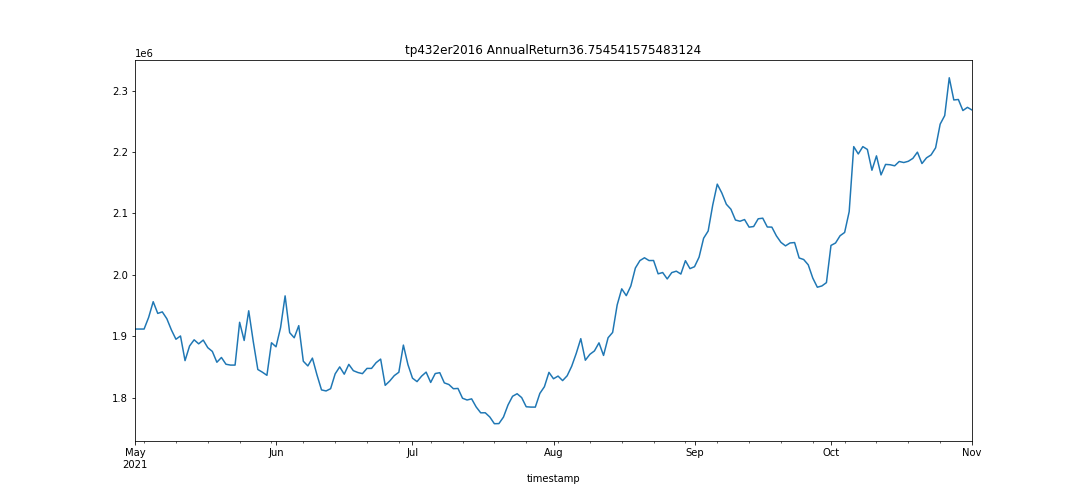 tp432er2016 AnnualReturn36.754541575483124
1e6
2.3
2.2
2.1
2.0
1.9
1.8
May Jun Jul Aug Sep Oct Nov
2021
timestamp